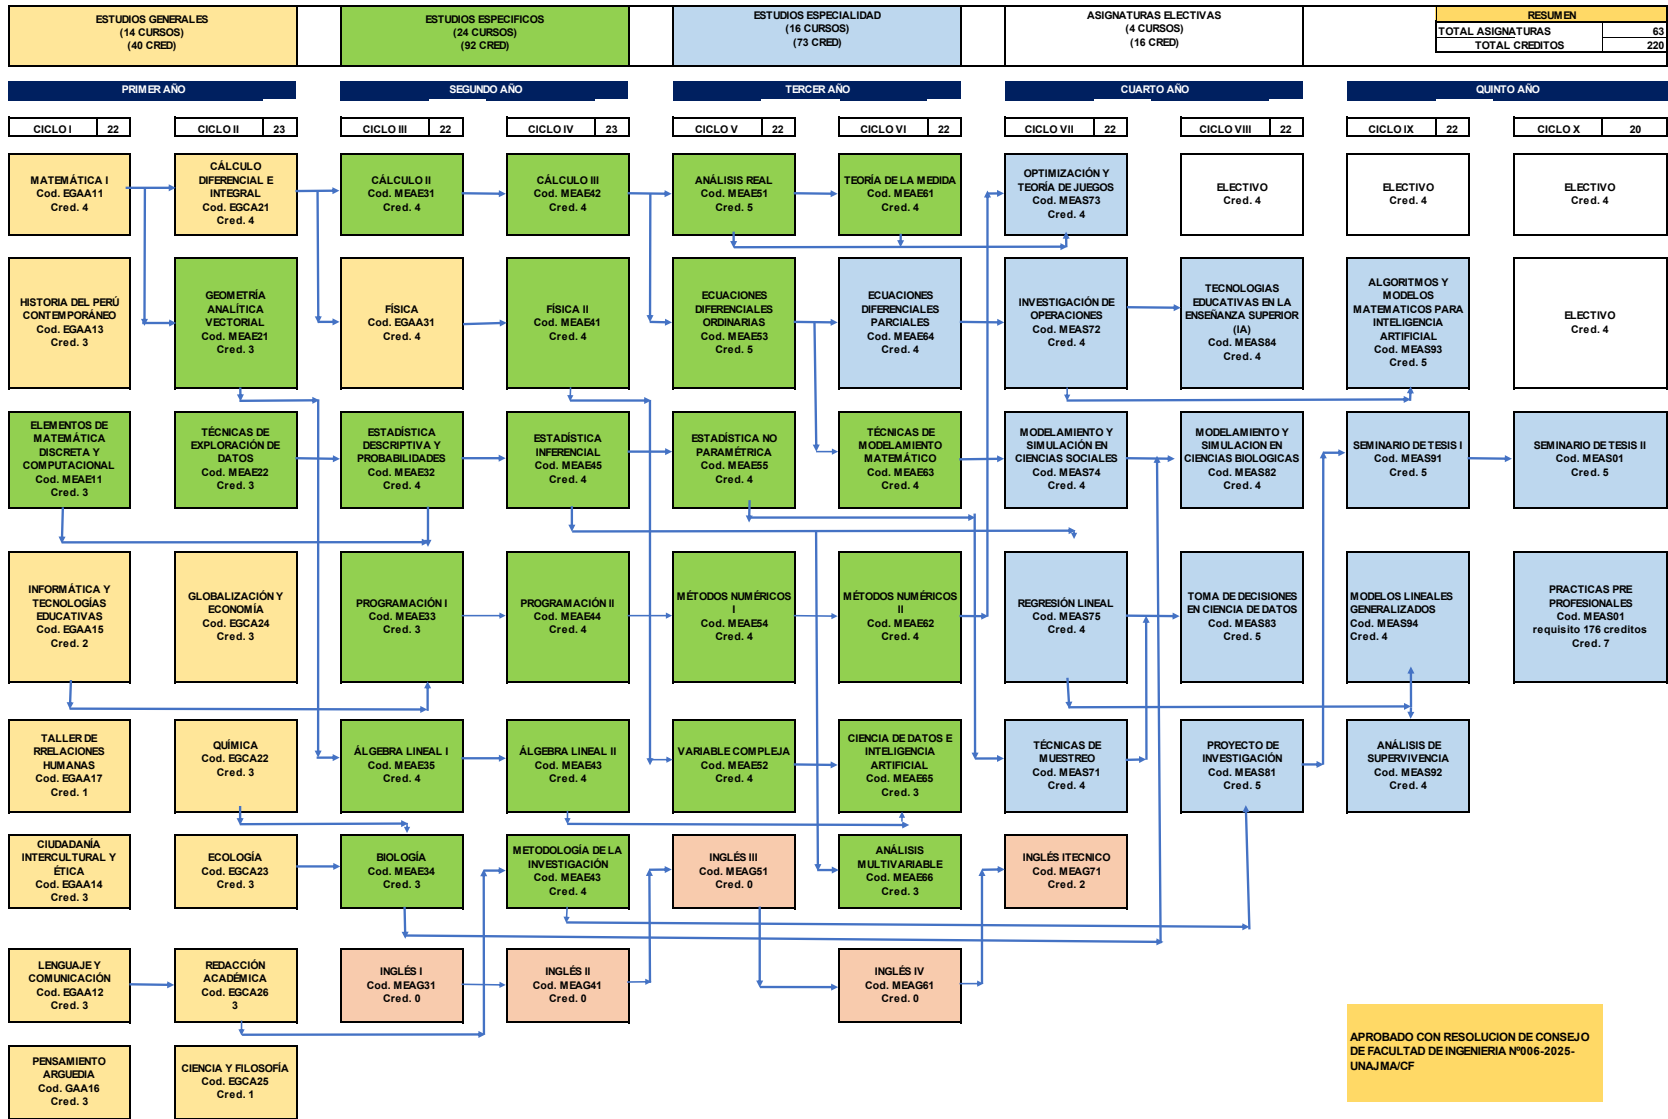 ESTUDIOS GENERALES
(14 CURSOS)
(40 CRED)
ESTUDIOS ESPECIFICOS
(24 CURSOS)
(92 CRED)
ESTUDIOS ESPECIALIDAD
(16 CURSOS)
(73 CRED)
ASIGNATURAS ELECTIVAS
(4 CURSOS)
(16 CRED)
RESUMEN
TOTAL ASIGNATURAS 63
TOTAL CREDITOS 220
PRIMER AÑO
SEGUNDO AÑO
TERCER AÑO
CUARTO AÑO
QUINTO AÑO
CICLO I 22
CICLO II 23
CICLO III 22
CICLO IV 23
CICLO V 22
CICLO VI 22
CICLO VII 22
CICLO VIII 22
CICLO IX 22
CICLO X 20
MATEMÁTICA I
Cod. EGAA11
Cred. 4
CÁLCULO
DIFERENCIAL E
INTEGRAL
Cod. EGCA21
Cred. 4
CÁLCULO II
Cod. MEAE31
Cred. 4
CÁLCULO III
Cod. MEAE42
Cred. 4
ANÁLISIS REAL
Cod. MEAE51
Cred. 5
TEORÍA DE LA MEDIDA
Cod. MEAE61
Cred. 4
OPTIMIZACIÓN Y
TEORÍA DE JUEGOS
Cod. MEAS73
Cred. 4
ELECTIVO
Cred. 4
ELECTIVO
Cred. 4
ELECTIVO
Cred. 4
HISTORIA DEL PERÚ
CONTEMPORÁNEO
Cod. EGAA13
Cred. 3
GEOMETRÍA
ANALÍTICA
VECTORIAL
Cod. MEAE21
Cred. 3
FÍSICA
Cod. EGAA31
Cred. 4
FÍSICA II
Cod. MEAE41
Cred. 4
ECUACIONES
DIFERENCIALES
ORDINARIAS
Cod. MEAE53
Cred. 5
ECUACIONES
DIFERENCIALES
PARCIALES
Cod. MEAE64
Cred. 4
INVESTIGACIÓN DE
OPERACIONES
Cod. MEAS72
Cred. 4
TECNOLOGIAS
EDUCATIVAS EN LA
ENSEÑANZA SUPERIOR
(IA)
Cod. MEAS84
Cred. 4
ALGORITMOS Y
MODELOS
MATEMATICOS PARA
INTELIGENCIA
ARTIFICIAL
Cod. MEAS93
Cred. 5
ELECTIVO
Cred. 4
ELEMENTOS DE
MATEMÁTICA
DISCRETA Y
COMPUTACIONAL
Cod. MEAE11
Cred. 3
TÉCNICAS DE
EXPLORACIÓN DE
DATOS
Cod. MEAE22
Cred. 3
ESTADÍSTICA
DESCRIPTIVA Y
PROBABILIDADES
Cod. MEAE32
Cred. 4
ESTADÍSTICA
INFERENCIAL
Cod. MEAE45
Cred. 4
ESTADÍSTICA NO
PARAMÉTRICA
Cod. MEAE55
Cred. 4
TÉCNICAS DE
MODELAMIENTO
MATEMÁTICO
Cod. MEAE63
Cred. 4
MODELAMIENTO Y
SIMULACIÓN EN
CIENCIAS SOCIALES
Cod. MEAS74
Cred. 4
MODELAMIENTO Y
SIMULACION EN
CIENCIAS BIOLOGICAS
Cod. MEAS82
Cred. 4
SEMINARIO DE TESIS I
Cod. MEAS91
Cred. 5
SEMINARIO DE TESIS II
Cod. MEAS01
Cred. 5
INFORMÁTICA Y
TECNOLOGÍAS
EDUCATIVAS
Cod. EGAA15
Cred. 2
GLOBALIZACIÓN Y
ECONOMÍA
Cod. EGCA24
Cred. 3
PROGRAMACIÓN I
Cod. MEAE33
Cred. 3
PROGRAMACIÓN II
Cod. MEAE44
Cred. 4
MÉTODOS NUMÉRICOS
I
Cod. MEAE54
Cred. 4
MÉTODOS NUMÉRICOS
II
Cod. MEAE62
Cred. 4
REGRESIÓN LINEAL
Cod. MEAS75
Cred. 4
TOMA DE DECISIONES
EN CIENCIA DE DATOS
Cod. MEAS83
Cred. 5
MODELOS LINEALES
GENERALIZADOS
Cod. MEAS94
Cred. 4
PRACTICAS PRE
PROFESIONALES
Cod. MEAS01
requisito 176 creditos
Cred. 7
TALLER DE
RRELACIONES
HUMANAS
Cod. EGAA17
Cred. 1
QUÍMICA
Cod. EGCA22
Cred. 3
ÁLGEBRA LINEAL I
Cod. MEAE35
Cred. 4
ÁLGEBRA LINEAL II
Cod. MEAE43
Cred. 4
VARIABLE COMPLEJA
Cod. MEAE52
Cred. 4
CIENCIA DE DATOS E
INTELIGENCIA
ARTIFICIAL
Cod. MEAE65
Cred. 3
TÉCNICAS DE
MUESTREO
Cod. MEAS71
Cred. 4
PROYECTO DE
INVESTIGACIÓN
Cod. MEAS81
Cred. 5
ANÁLISIS DE
SUPERVIVENCIA
Cod. MEAS92
Cred. 4
CIUDADANÍA
INTERCULTURAL Y
ÉTICA
Cod. EGAA14
Cred. 3
ECOLOGÍA
Cod. EGCA23
Cred. 3
BIOLOGÍA
Cod. MEAE34
Cred. 3
METODOLOGÍA DE LA
INVESTIGACIÓN
Cod. MEAE43
Cred. 4
INGLÉS III
Cod. MEAG51
Cred. 0
ANÁLISIS
MULTIVARIABLE
Cod. MEAE66
Cred. 3
INGLÉS ITECNICO
Cod. MEAG71
Cred. 2
LENGUAJE Y
COMUNICACIÓN
Cod. EGAA12
Cred. 3
REDACCIÓN
ACADÉMICA
Cod. EGCA26
3
INGLÉS I
Cod. MEAG31
Cred. 0
INGLÉS II
Cod. MEAG41
Cred. 0
INGLÉS IV
Cod. MEAG61
Cred. 0
PENSAMIENTO
ARGUEDIA
Cod. GAA16
Cred. 3
CIENCIA Y FILOSOFÍA
Cod. EGCA25
Cred. 1
APROBADO CON RESOLUCION DE CONSEJO
DE FACULTAD DE INGENIERIA Nº006-2025-
UNAJMA/CF